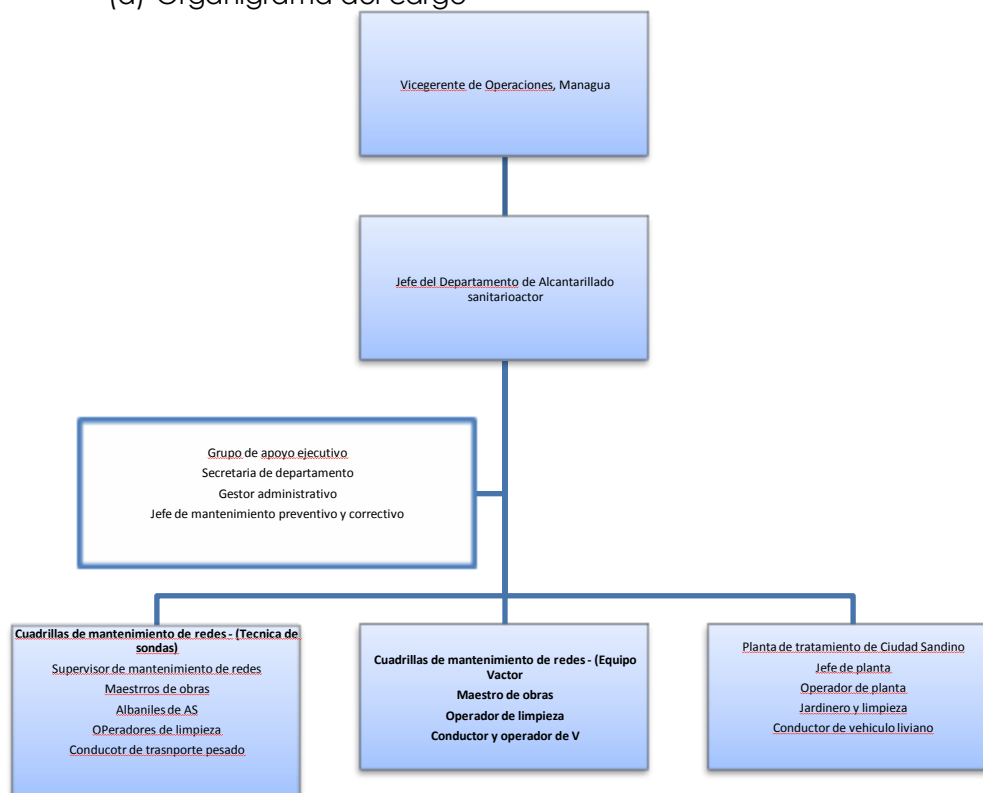 (a) Organigrama del cargo
Vicegerente de Operaciones, Managua
Jefe del Departamento de Alcantarillado
sanitarioactor
Grupo de apoyo ejecutivo
Secretaria de departamento
Gestor administrativo
Jefe de mantenimiento preventivo y correctivo
Cuadrillas de mantenimiento de redes - (Tecnica de
sondas)
Supervisor de mantenimiento de redes
Maestrros de obras
Albaniles de AS
OPeradores de limpieza
Conducotr de trasnporte pesado
Cuadrillas de mantenimiento de redes - (Equipo
Vactor
Maestro de obras
Operador de limpieza
Conductor y operador de V
Planta de tratamiento de Ciudad Sandino
Jefe de planta
Operador de planta
Jardinero y limpieza
Conductor de vehiculo liviano